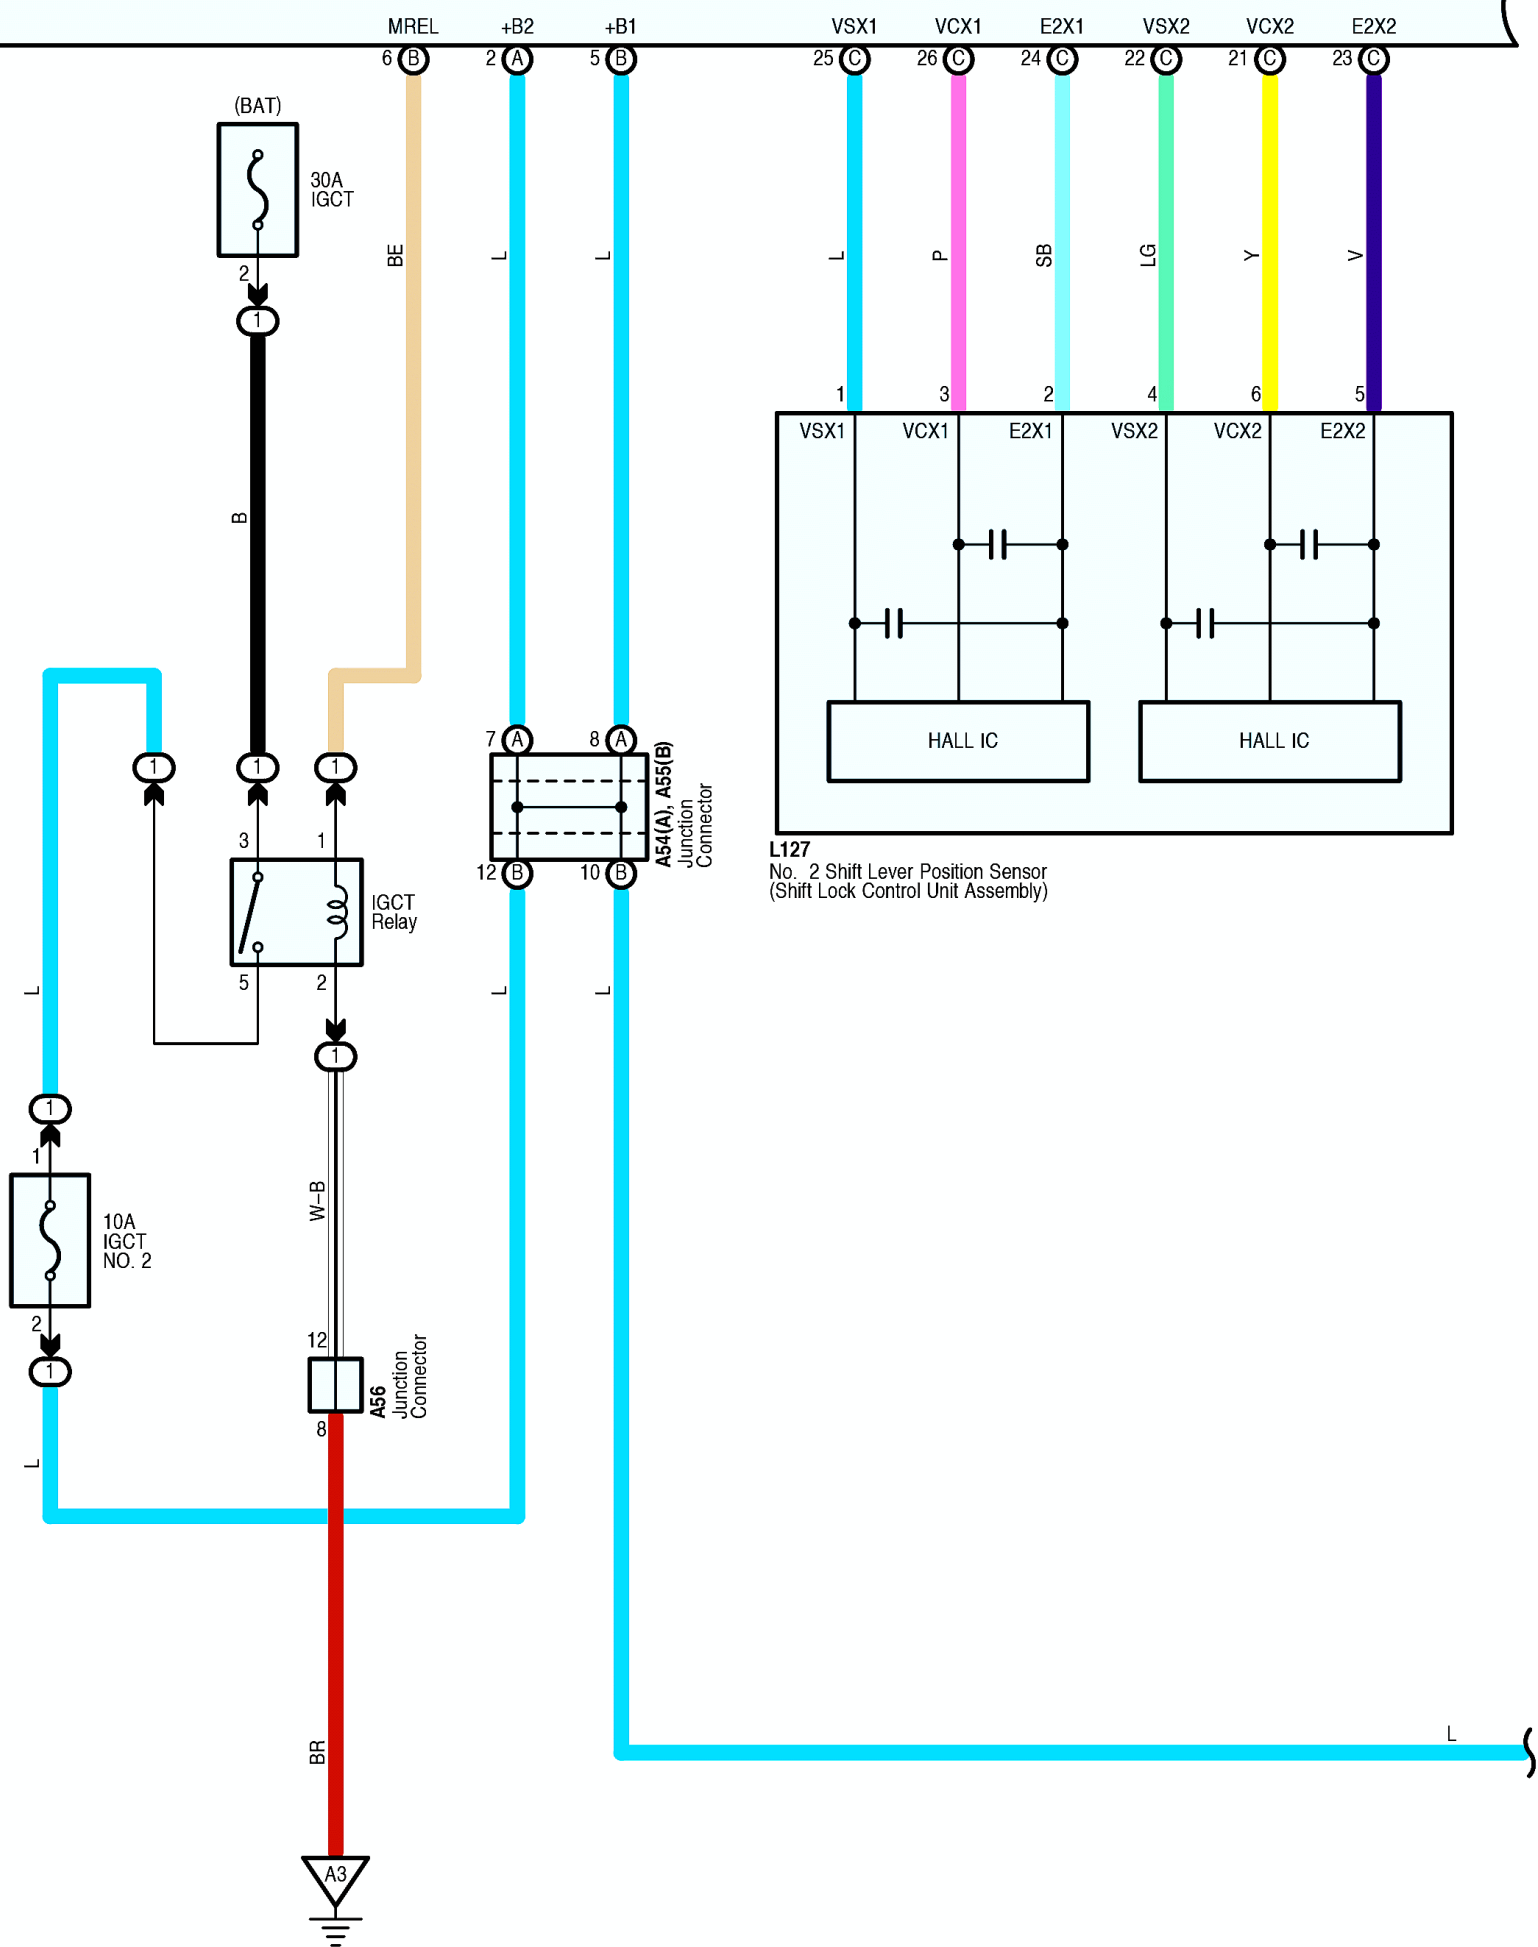 MREL +B2 +B1 VSX1 VCX1 E2X1 VSX2 VCX2 E2X2
6 B 2 A 5 B 25 C 26 C 24 C 22 C 21 C 23 C
(BAT)
30A
IGCT
2
1
BE
L
L
L
P
SB
LG
Y
V
1 3 2 4 6 5
VSX1 VCX1 E2X1 VSX2 VCX2 E2X2
B
HALL IC HALL IC
L127
No. 2 Shift Lever Position Sensor
(Shift Lock Control Unit Assembly)
7 A 8 A
A54(A), A55(B)
Junction
Connector
12 B 10 B
1 1 1
3 1
IGCT
Relay
5 2
1
L
L
L
1
1
10A
IGCT
NO. 2
2
1
L
W-B
12
A56
Junction
Connector
8
BR
A3
L